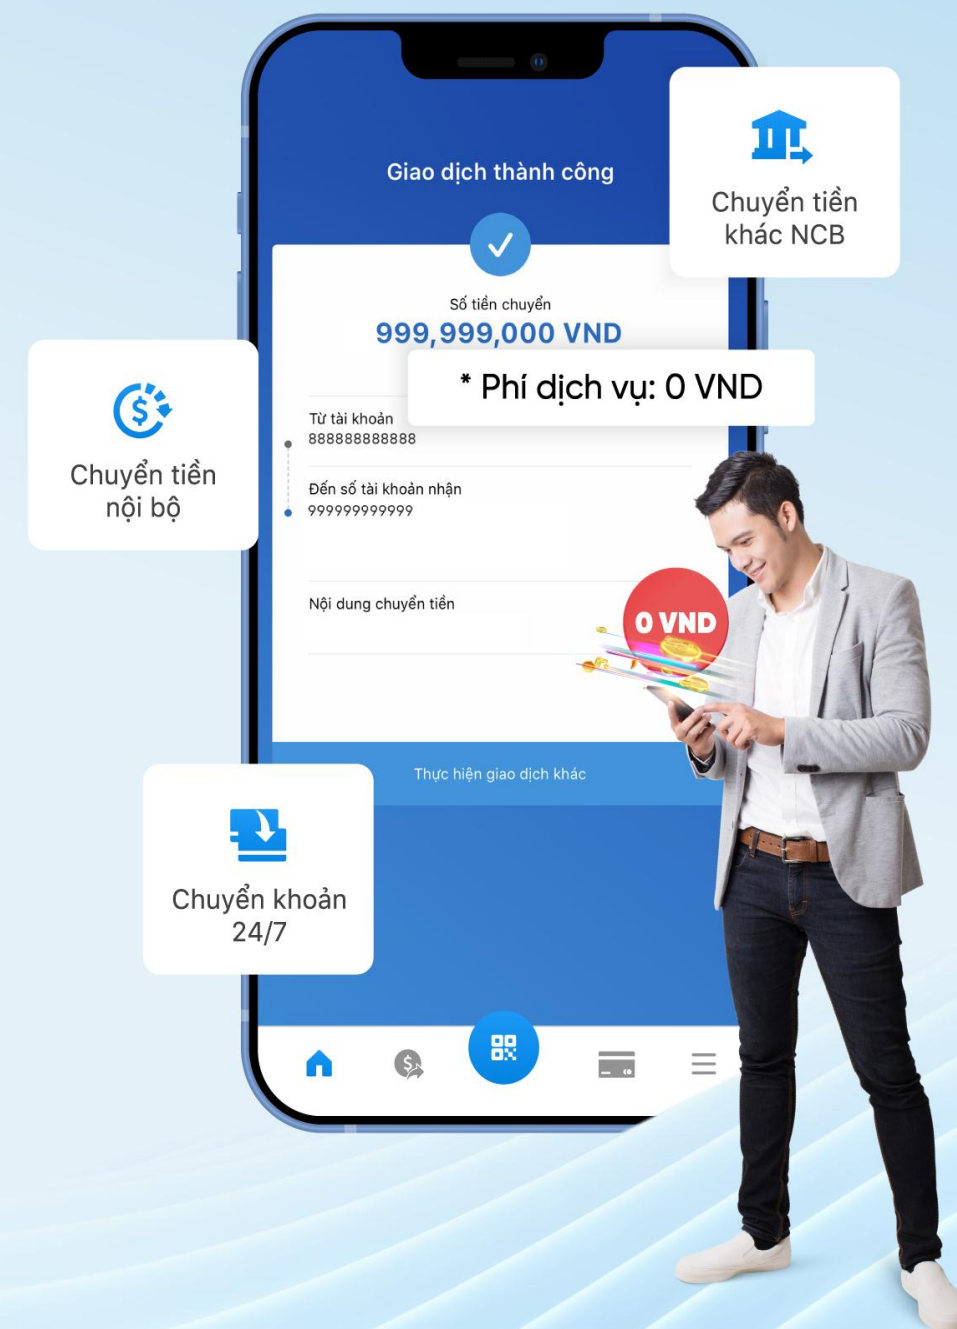 Giao dịch thành công
Chuyển tiền
khác NCB
Số tiền chuyển
999,999,000 VND
* Phí dịch vụ: 0 VND
Từ tài khoản
888888888888
Chuyển tiền
nội bộ
Đến số tài khoản nhận
999999999999
Nội dung chuyển tiền
0 VND
Thực hiện giao dịch khác
Chuyển khoản
24/7